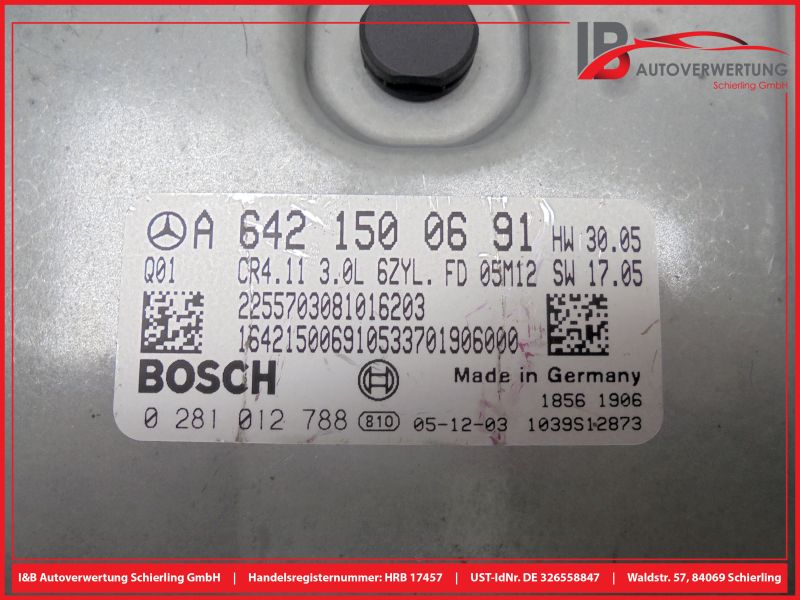 IB
AUTOVERWERTUNG
Schierling GmbH
A 642 150 06 91 HW 30.05
Q01 CR4.11 3.0L 6ZYL. FD 05M12 SW 17.05
2255703081016203
164215006910533701906000
BOSCH Made in Germany
1856 1906
0 281 012 788 810 05-12-03 1039S12873
I&B Autoverwertung Schierling GmbH | Handelsregisternummer: HRB 17457 | UST-IdNr. DE 326558847 | Waldstr. 57, 84069 Schierling